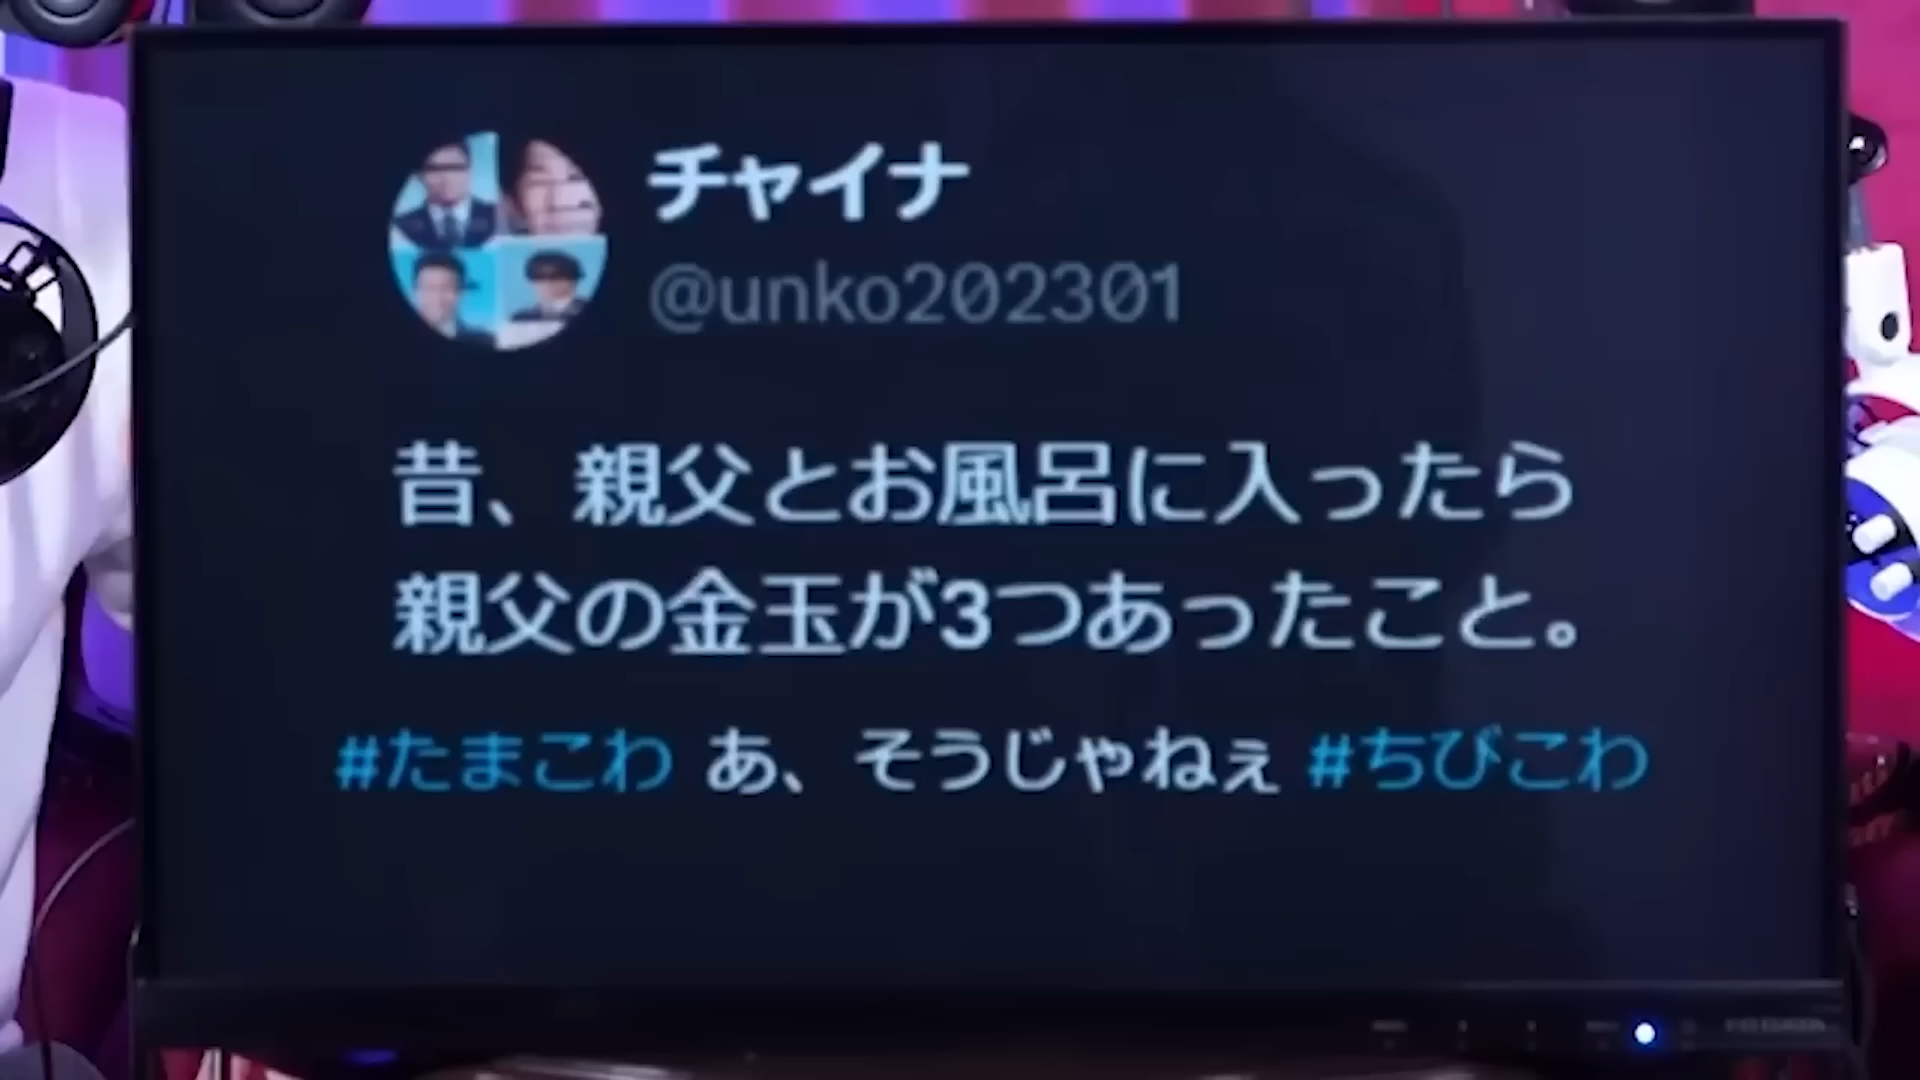 チャイナ
@unko202301
昔、親父とお風呂に入ったら
親父の金玉が3つあったこと。
#たまこわ あ、そうじゃねぇ #ちびこわ